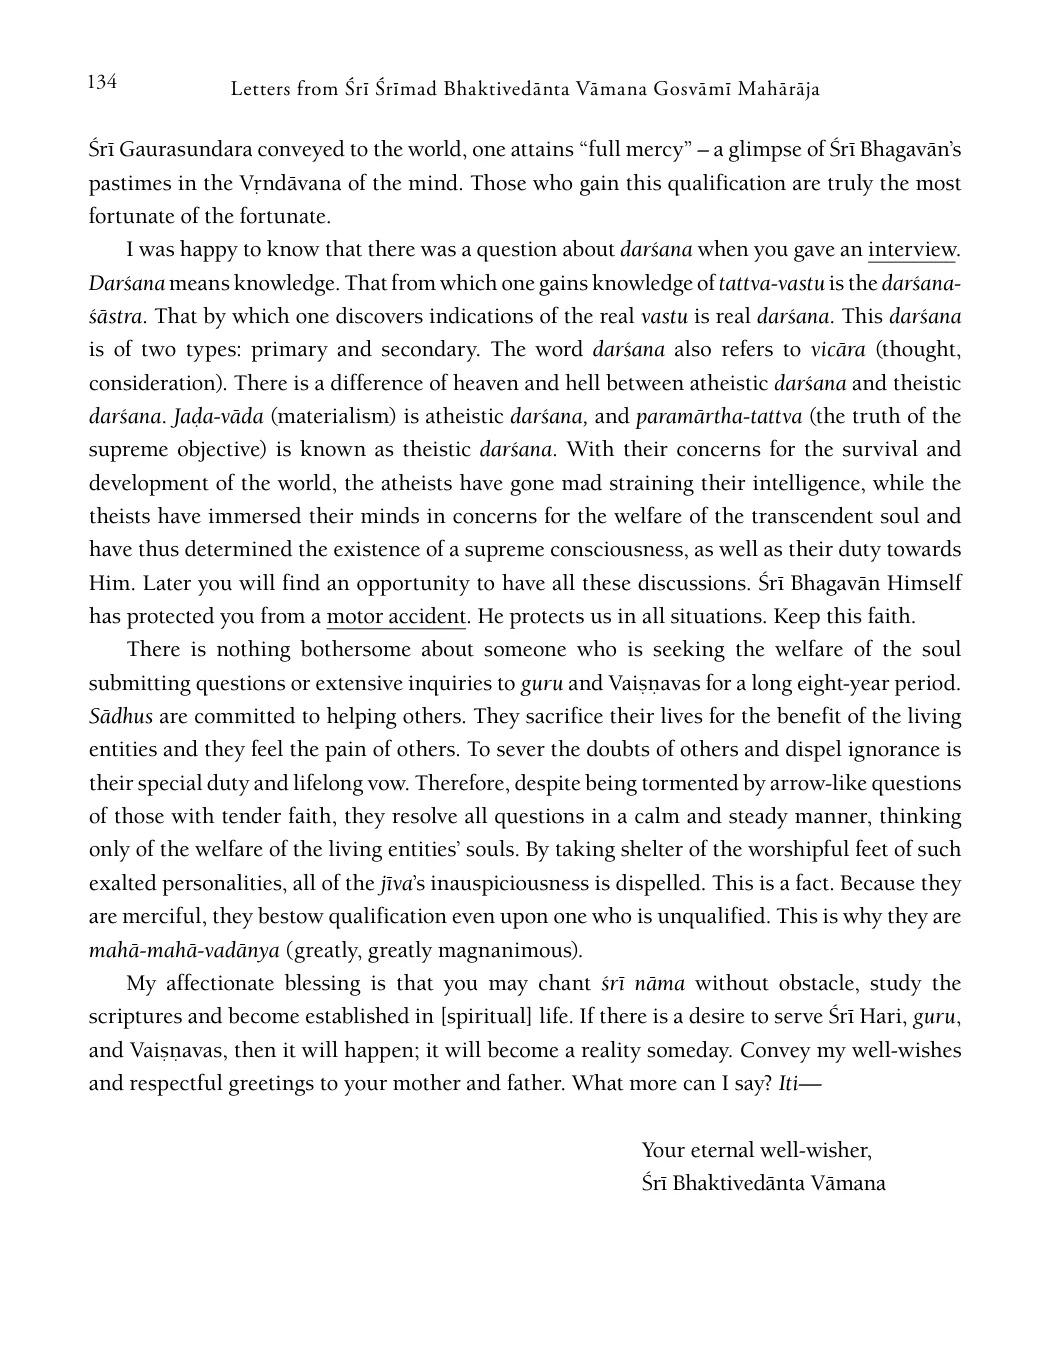 134
Letters from Śrī Śrīmad Bhaktivedānta Vāmana Gosvāmī Mahārāja
Śrī Gaurasundara conveyed to the world, one attains “full mercy” – a glimpse of Śrī Bhagavān’s
pastimes in the Vṛndāvana of the mind. Those who gain this qualification are truly the most
fortunate of the fortunate.
I was happy to know that there was a question about darśana when you gave an interview.
Darśana means knowledge. That from which one gains knowledge of tattva-vastu is the darśana-
śāstra. That by which one discovers indications of the real vastu is real darśana. This darśana
is of two types: primary and secondary. The word darśana also refers to vicāra (thought,
consideration). There is a difference of heaven and hell between atheistic darśana and theistic
darśana. Jaḍa-vāda (materialism) is atheistic darśana, and paramārtha-tattva (the truth of the
supreme objective) is known as theistic darśana. With their concerns for the survival and
development of the world, the atheists have gone mad straining their intelligence, while the
theists have immersed their minds in concerns for the welfare of the transcendent soul and
have thus determined the existence of a supreme consciousness, as well as their duty towards
Him. Later you will find an opportunity to have all these discussions. Śrī Bhagavān Himself
has protected you from a motor accident. He protects us in all situations. Keep this faith.
There is nothing bothersome about someone who is seeking the welfare of the soul
submitting questions or extensive inquiries to guru and Vaiṣṇavas for a long eight-year period.
Sādhus are committed to helping others. They sacrifice their lives for the benefit of the living
entities and they feel the pain of others. To sever the doubts of others and dispel ignorance is
their special duty and lifelong vow. Therefore, despite being tormented by arrow-like questions
of those with tender faith, they resolve all questions in a calm and steady manner, thinking
only of the welfare of the living entities’ souls. By taking shelter of the worshipful feet of such
exalted personalities, all of the jīva’s inauspiciousness is dispelled. This is a fact. Because they
are merciful, they bestow qualification even upon one who is unqualified. This is why they are
mahā-mahā-vadānya (greatly, greatly magnanimous).
My affectionate blessing is that you may chant śrī nāma without obstacle, study the
scriptures and become established in [spiritual] life. If there is a desire to serve Śrī Hari, guru,
and Vaiṣṇavas, then it will happen; it will become a reality someday. Convey my well-wishes
and respectful greetings to your mother and father. What more can I say? Iti—
Your eternal well-wisher,
Śrī Bhaktivedānta Vāmana